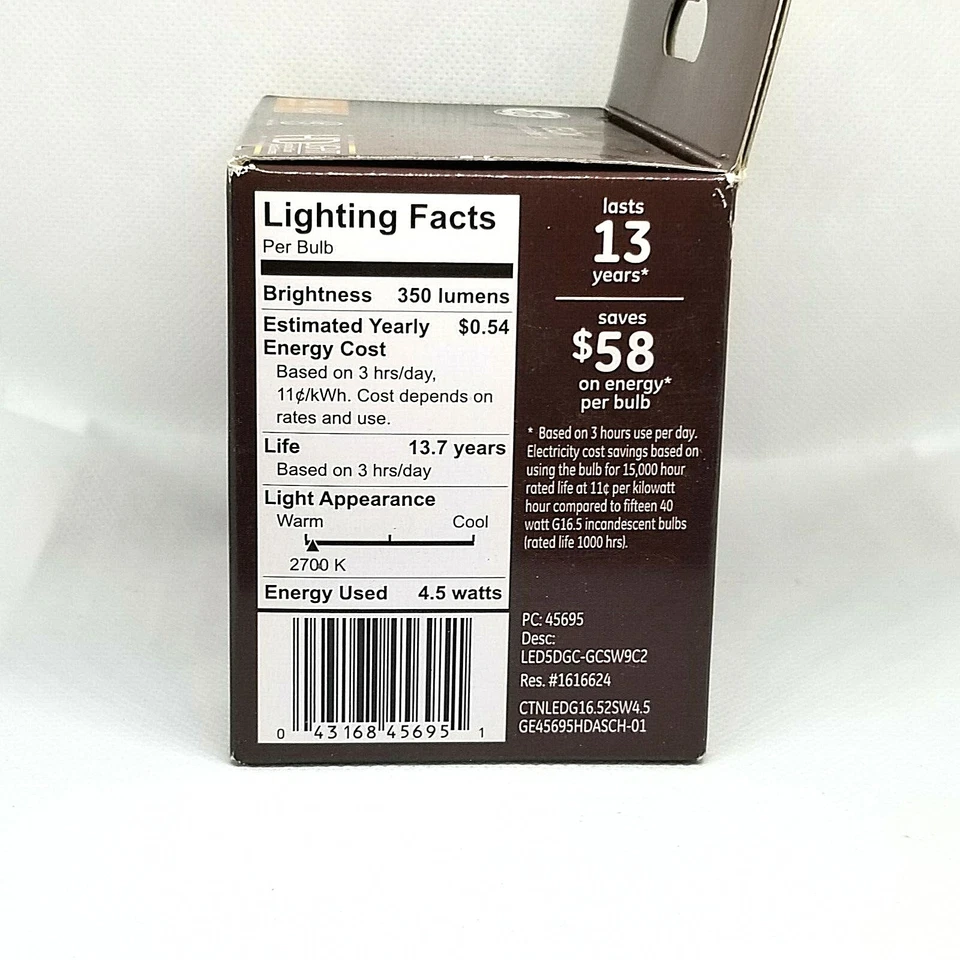 Lighting Facts
Per Bulb
Brightness 350 lumens
Estimated Yearly $0.54
Energy Cost
Based on 3 hrs/day,
11¢/kWh. Cost depends on
rates and use.
Life 13.7 years
Based on 3 hrs/day
Light Appearance
Warm Cool
2700 K
Energy Used 4.5 watts
0 43168 45695 1
lasts
13
years*
saves
$58
on energy*
per bulb
* Based on 3 hours use per day.
Electricity cost savings based on
using the bulb for 15,000 hour
rated life at 11¢ per kilowatt
hour compared to fifteen 40
watt G16.5 incandescent bulbs
(rated life 1000 hrs).
PC: 45695
Desc:
LED5DGC-GCSW9C2
Res. #1616624
CTNLEDG16.52SW4.5
GE45695HDASCH-01